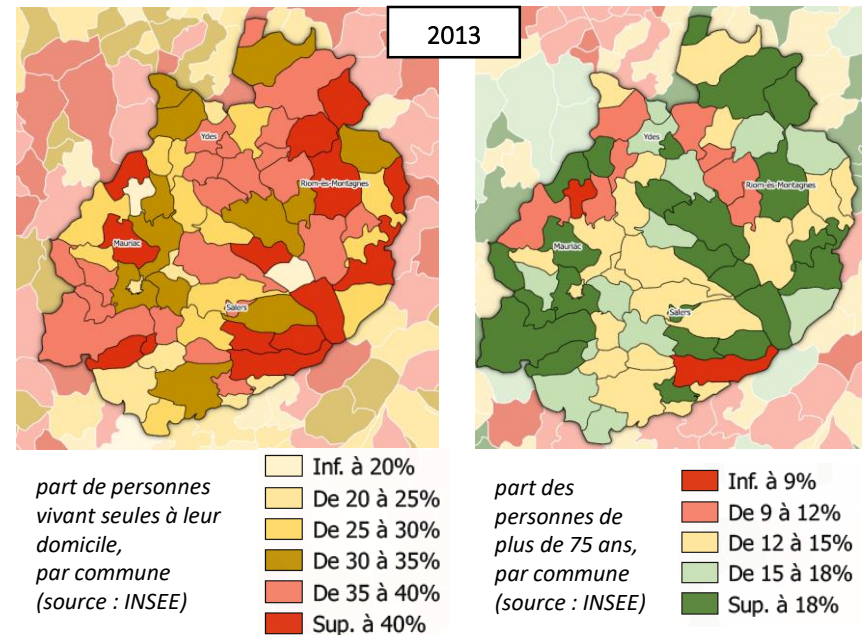 2013
Ydes
Riom-ès-Montagnes
Mauriac
Salers
Ydes
Riom-ès-Montagnes
Mauriac
Salers
part de personnes
vivant seules à leur
domicile,
par commune
(source : INSEE)
Inf. à 20%
De 20 à 25%
De 25 à 30%
De 30 à 35%
De 35 à 40%
Sup. à 40%
part des
personnes de
plus de 75 ans,
par commune
(source : INSEE)
Inf. à 9%
De 9 à 12%
De 12 à 15%
De 15 à 18%
Sup. à 18%